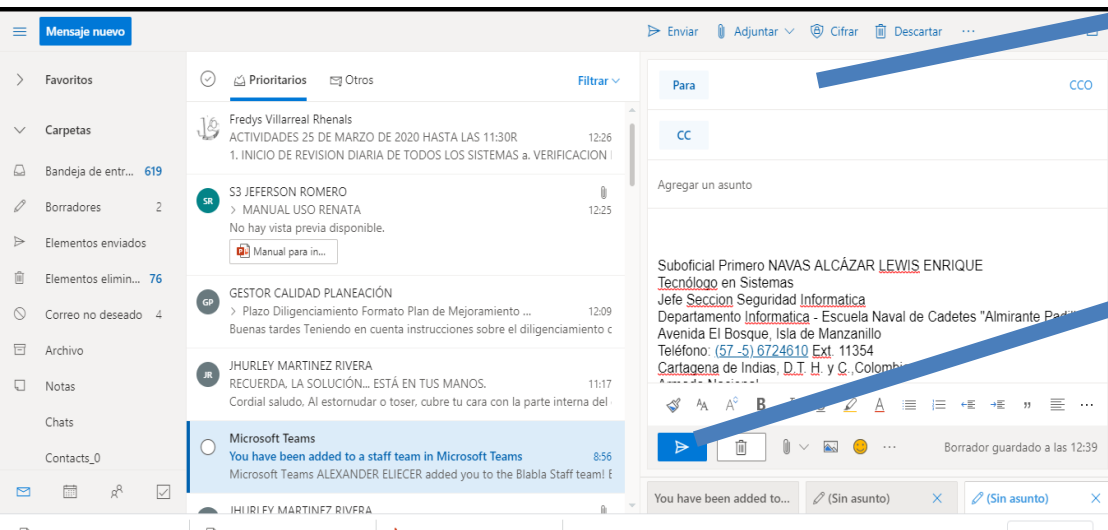 Mensaje nuevo
Enviar Adjuntar Cifrar Descartar ...
Favoritos
Carpetas
Bandeja de entr... 619
Borradores 2
Elementos enviados
Elementos elimin... 76
Correo no deseado 4
Archivo
Notas
Chats
Contacts_0
Prioritarios Otros Filtrar
Fredys Villarreal Rhenals
ACTIVIDADES 25 DE MARZO DE 2020 HASTA LAS 11:30R 12:26
1. INICIO DE REVISION DIARIA DE TODOS LOS SISTEMAS a. VERIFICACION
SR
S3 JEFERSON ROMERO
> MANUAL USO RENATA 12:25
No hay vista previa disponible.
Manual para in...
GP
GESTOR CALIDAD PLANEACIÓN
> Plazo Diligenciamiento Formato Plan de Mejoramiento ... 12:09
Buenas tardes Teniendo en cuenta instrucciones sobre el diligenciamiento c
JR
JHURLEY MARTINEZ RIVERA
RECUERDA, LA SOLUCIÓN... ESTÁ EN TUS MANOS. 11:17
Cordial saludo, Al estornudar o toser, cubre tu cara con la parte interna del
Microsoft Teams
You have been added to a staff team in Microsoft Teams 8:56
Microsoft Teams ALEXANDER ELIECER added you to the Blabla Staff team! E
JHURLEY MARTINEZ RIVERA
Para CCO
CC
Agregar un asunto
Suboficial Primero NAVAS ALCÁZAR LEWIS ENRIQUE
Tecnólogo en Sistemas
Jefe Seccion Seguridad Informatica
Departamento Informatica - Escuela Naval de Cadetes "Almirante
Avenida El Bosque, Isla de Manzanillo
Teléfono: (57 -5) 6724610 Ext. 11354
Cartagena de Indias, D.T. H. y C.,Colombia
Armada Nacional
Borrador guardado a las 12:39
You have been added to... (Sin asunto) (Sin asunto)